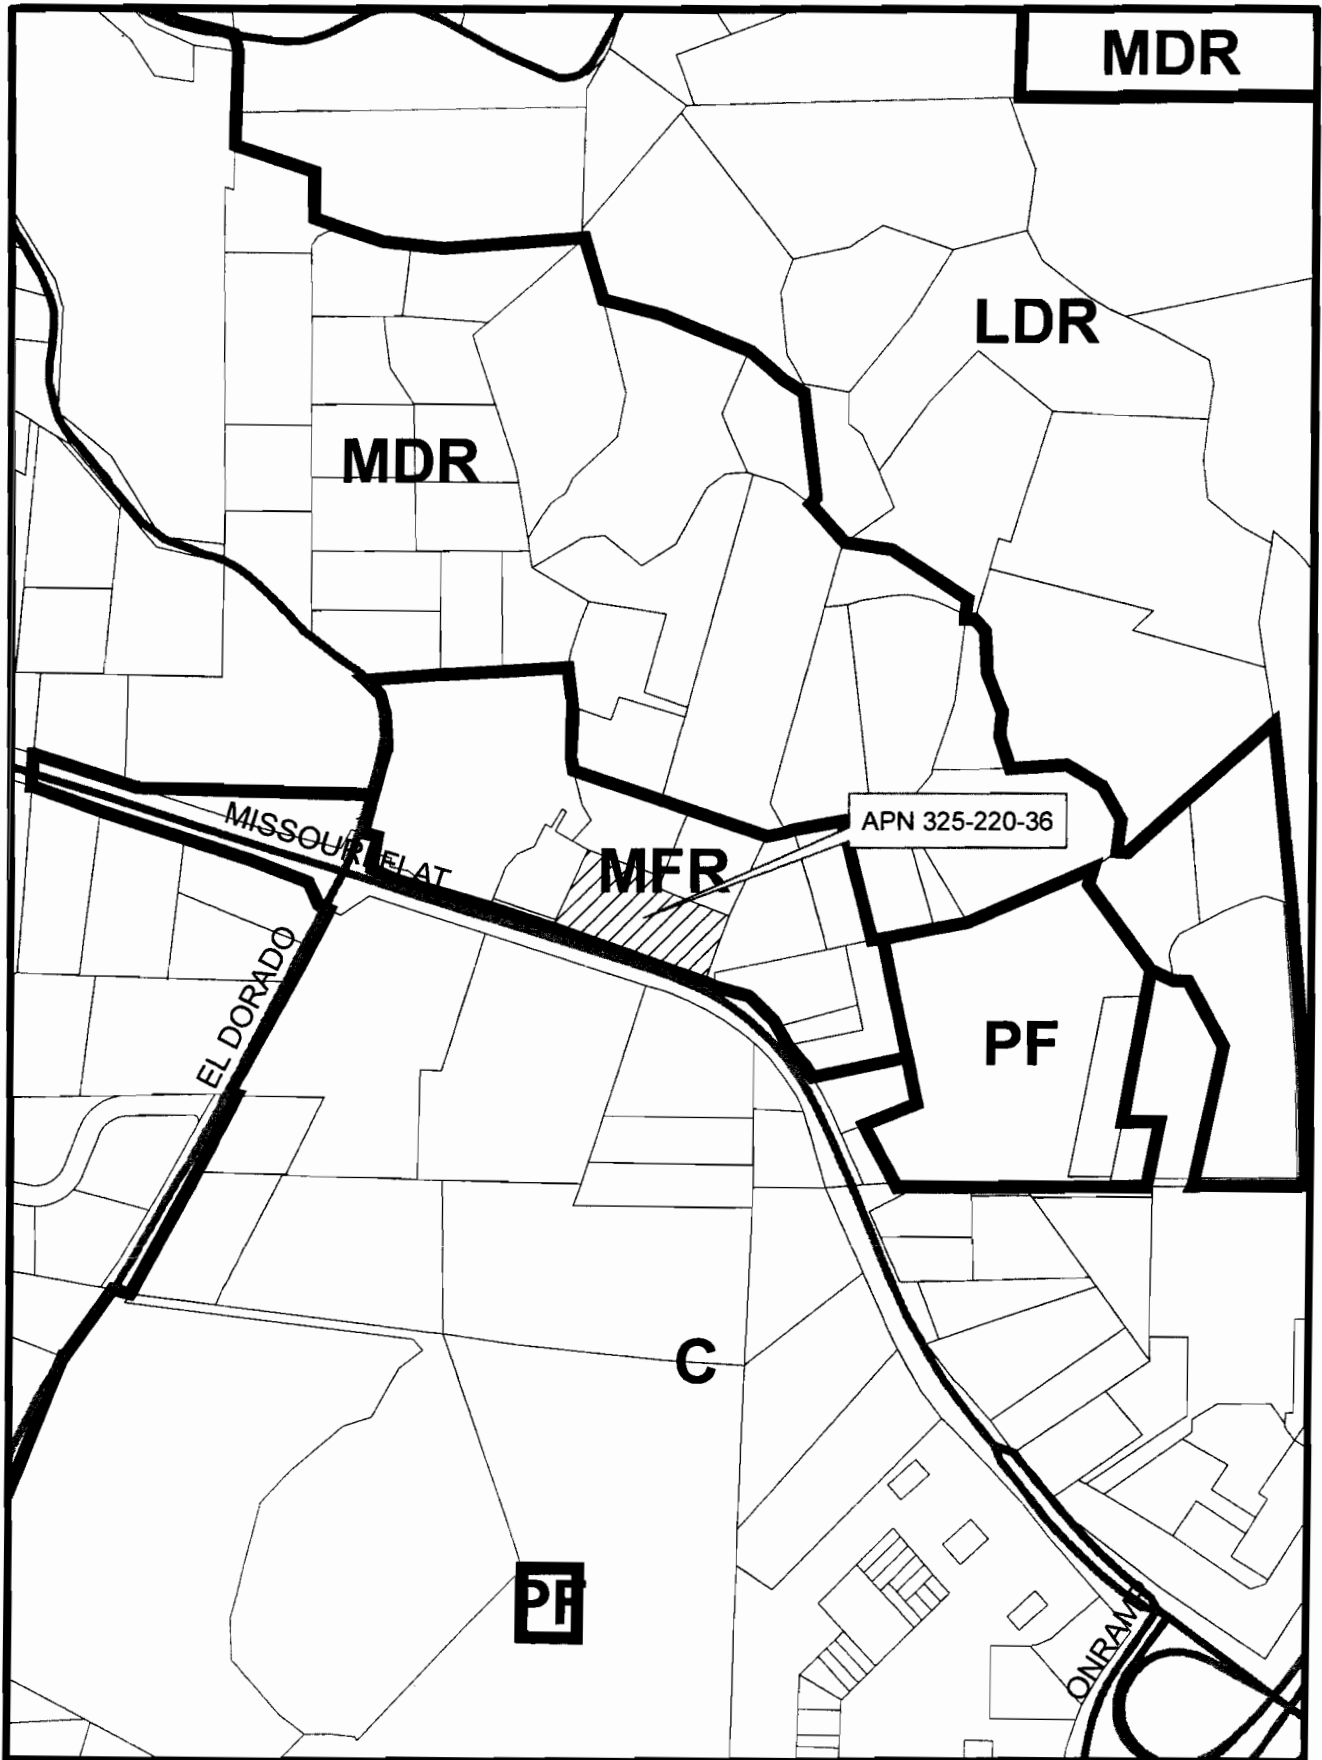 MDR
LDR
MDR
APN 325-220-36
MISSOURI FLAT
MFR
EL DORADO
PF
C
PF
ONRAMP